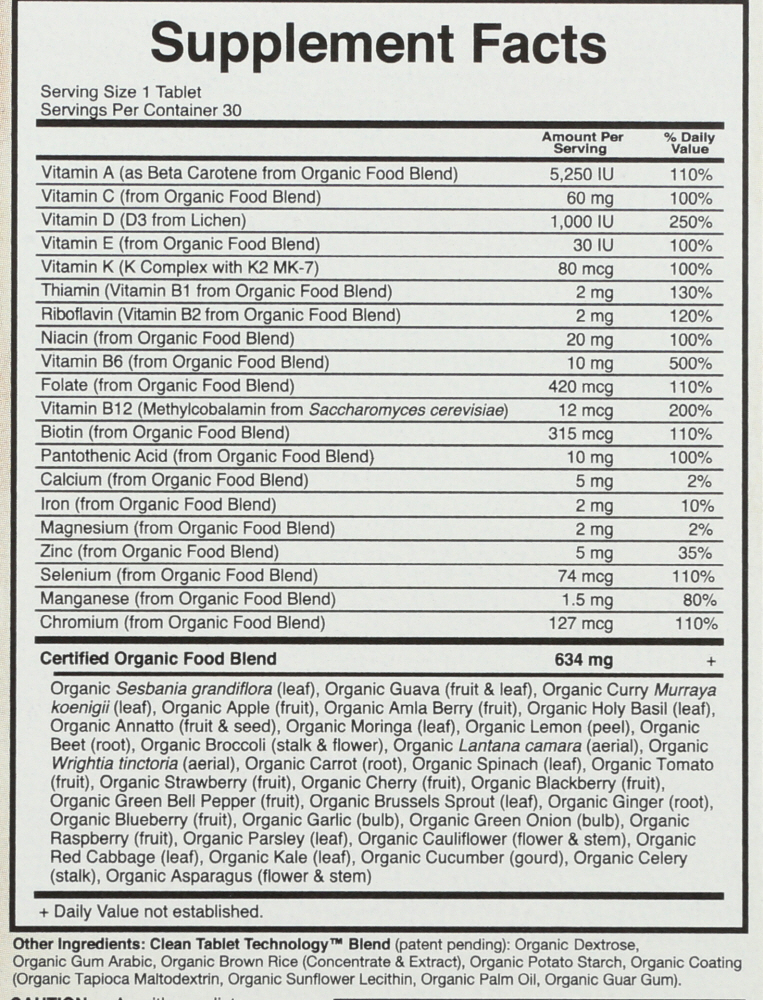 Supplement Facts
Serving Size 1 Tablet
Servings Per Container 30
Amount Per Serving % Daily Value
Vitamin A (as Beta Carotene from Organic Food Blend) 5,250 IU 110%
Vitamin C (from Organic Food Blend) 60 mg 100%
Vitamin D (D3 from Lichen) 1,000 IU 250%
Vitamin E (from Organic Food Blend) 30 IU 100%
Vitamin K (K Complex with K2 MK-7) 80 mcg 100%
Thiamin (Vitamin B1 from Organic Food Blend) 2 mg 130%
Riboflavin (Vitamin B2 from Organic Food Blend) 2 mg 120%
Niacin (from Organic Food Blend) 20 mg 100%
Vitamin B6 (from Organic Food Blend) 10 mg 500%
Folate (from Organic Food Blend) 420 mcg 110%
Vitamin B12 (Methylcobalamin from Saccharomyces cerevisiae) 12 mcg 200%
Biotin (from Organic Food Blend) 315 mcg 110%
Pantothenic Acid (from Organic Food Blend) 10 mg 100%
Calcium (from Organic Food Blend) 5 mg 2%
Iron (from Organic Food Blend) 2 mg 10%
Magnesium (from Organic Food Blend) 2 mg 2%
Zinc (from Organic Food Blend) 5 mg 35%
Selenium (from Organic Food Blend) 74 mcg 110%
Manganese (from Organic Food Blend) 1.5 mg 80%
Chromium (from Organic Food Blend) 127 mcg 110%
Certified Organic Food Blend 634 mg +
Organic Sesbania grandiflora (leaf), Organic Guava (fruit & leaf), Organic Curry Murraya
koenigii (leaf), Organic Apple (fruit), Organic Amla Berry (fruit), Organic Holy Basil (leaf),
Organic Annatto (fruit & seed), Organic Moringa (leaf), Organic Lemon (peel), Organic
Beet (root), Organic Broccoli (stalk & flower), Organic Lantana camara (aerial), Organic
Wrightia tinctoria (aerial), Organic Carrot (root), Organic Spinach (leaf), Organic Tomato
(fruit), Organic Strawberry (fruit), Organic Cherry (fruit), Organic Blackberry (fruit),
Organic Green Bell Pepper (fruit), Organic Brussels Sprout (leaf), Organic Ginger (root),
Organic Blueberry (fruit), Organic Garlic (bulb), Organic Green Onion (bulb), Organic
Raspberry (fruit), Organic Parsley (leaf), Organic Cauliflower (flower & stem), Organic
Red Cabbage (leaf), Organic Kale (leaf), Organic Cucumber (gourd), Organic Celery
(stalk), Organic Asparagus (flower & stem)
+ Daily Value not established.
Other Ingredients: Clean Tablet Technology™ Blend (patent pending): Organic Dextrose,
Organic Gum Arabic, Organic Brown Rice (Concentrate & Extract), Organic Potato Starch, Organic Coating
(Organic Tapioca Maltodextrin, Organic Sunflower Lecithin, Organic Palm Oil, Organic Guar Gum).